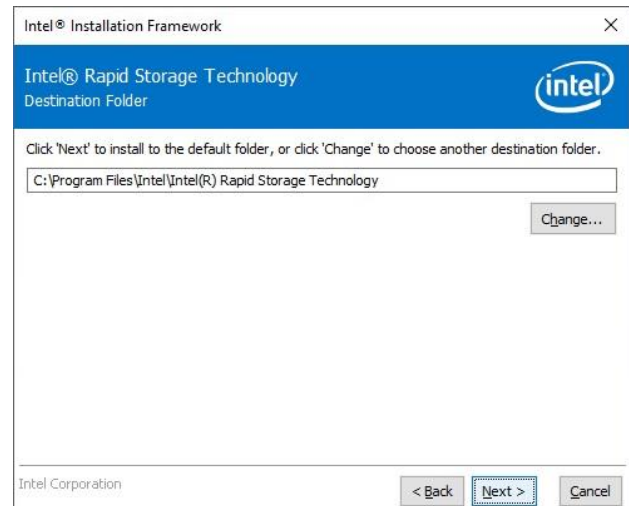 Intel® Installation Framework
Intel® Rapid Storage Technology
Destination Folder
intel
Click 'Next' to install to the default folder, or click 'Change' to choose another destination folder.
C:\Program Files\Intel\Intel(R) Rapid Storage Technology
Change...
Intel Corporation
< Back
Next >
Cancel